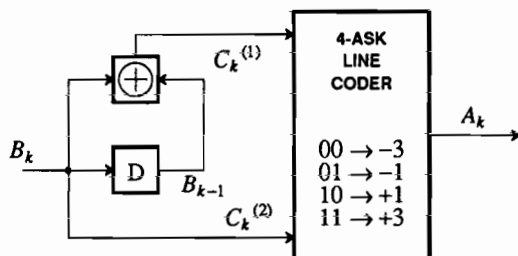 C_k^(1)
4-ASK
LINE
CODER
B_k
D
B_{k-1}
C_k^(2)
00 → −3
01 → −1
10 → +1
11 → +3
A_k